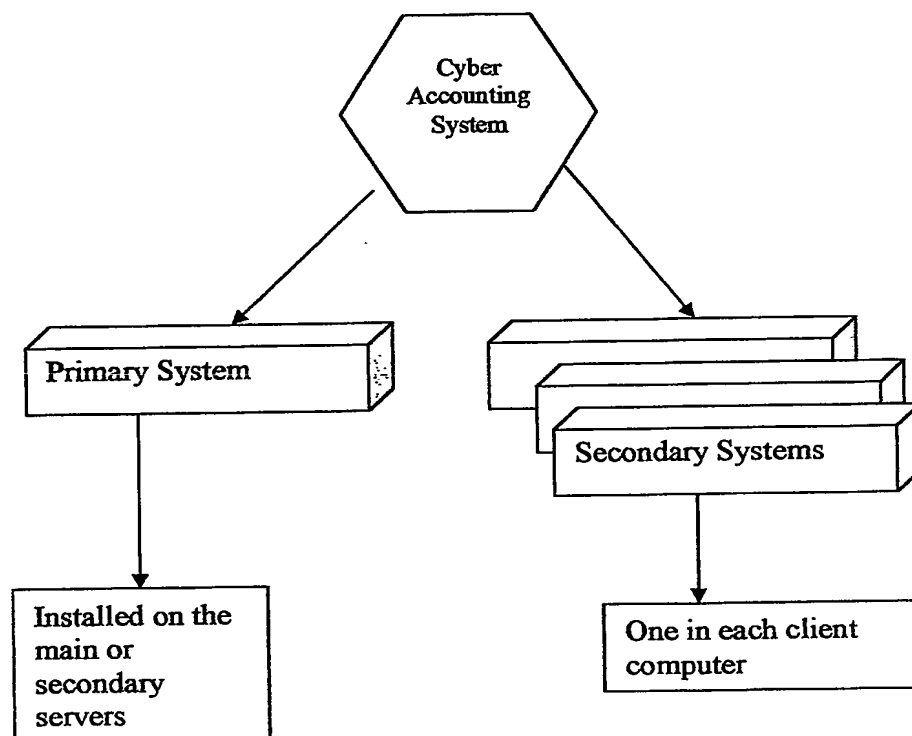 Cyber
Accounting
System
Primary System
Secondary Systems
Installed on the
main or
secondary
servers
One in each client
computer